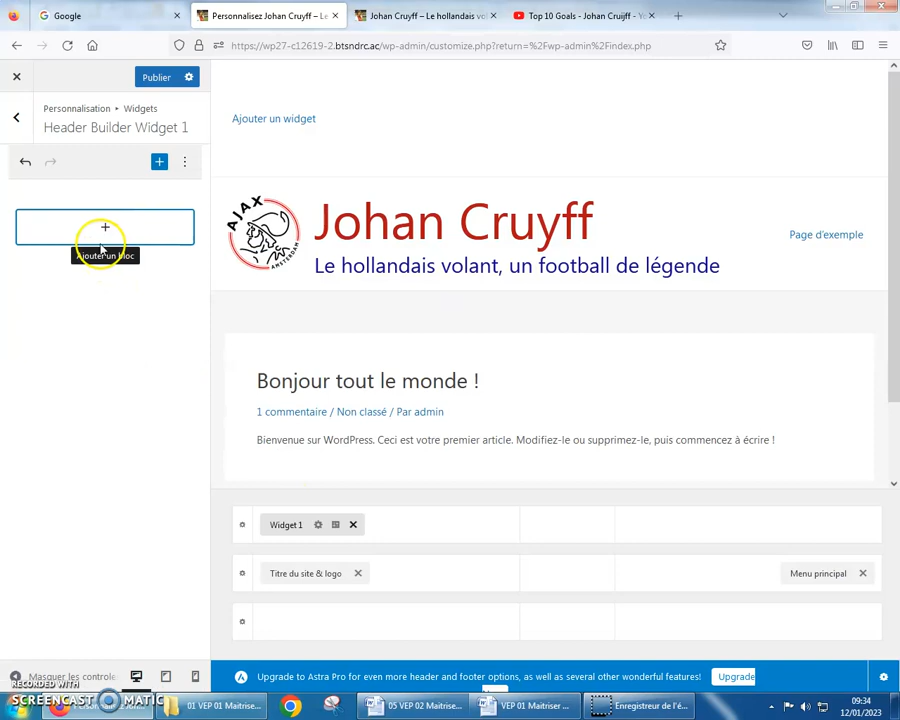 Google
Personnalisez Johan Cruyff – Le
Johan Cruyff – Le hollandais vol
Top 10 Goals - Johan Cruijff - Yo
https://wp27-c12619-2.btsndrc.ac/wp-admin/customize.php?return=%2Fwp-admin%2Findex.php
Publier
Personnalisation ▸ Widgets
Header Builder Widget 1
Ajouter un bloc
Ajouter un widget
AJAX
AMSTERDAM
Johan Cruyff
Le hollandais volant, un football de légende
Page d'exemple
Bonjour tout le monde !
1 commentaire / Non classé / Par admin
Bienvenue sur WordPress. Ceci est votre premier article. Modifiez-le ou supprimez-le, puis commencez à écrire !
Widget 1
Titre du site & logo
Menu principal
Masquer les controle
Upgrade to Astra Pro for even more header and footer options, as well as several other wonderful features!
Upgrade
RECORDED WITH
SCREENCAST MATIC
01 VEP 01 Maitrise...
05 VEP 02 Maitrise...
VEP 01 Maitriser ...
Enregistreur de l'é...
09:34
12/01/2023